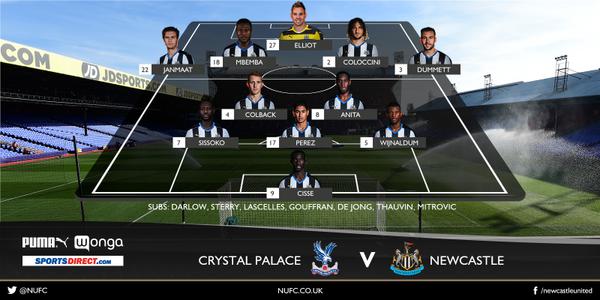 JD JDSPORTS.
27 ELLIOT
22 JANMAAT
18 MBEMBA
2 COLOCCINI
3 DUMMETT
4 COLBACK
8 ANITA
7 SISSOKO
17 PEREZ
5 WIJNALDUM
9 CISSE
SUBS: DARLOW, STERRY, LASCELLES, GOUFFRAN, DE JONG, THAUVIN, MITROVIC
PUMA wonga
SPORTSDIRECT.COM
CRYSTAL PALACE V NEWCASTLE
@NUFC NUFC.CO.UK /newcastleunited